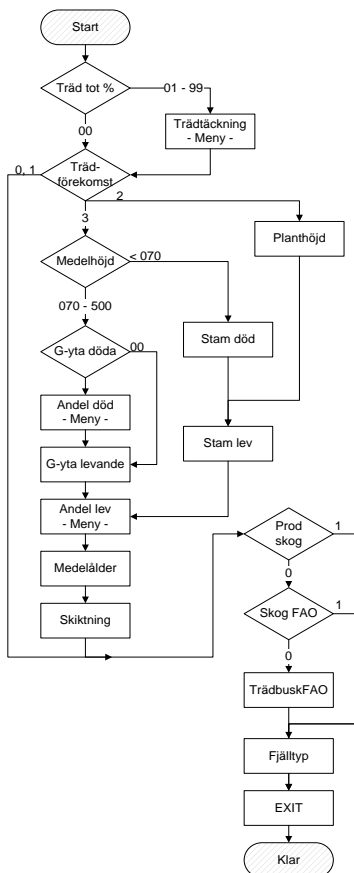 Start
Träd tot %
01 - 99
00
Trädtäckning
- Meny -
0, 1
Träd-
förekomst
2
3
Planthöjd
Medelhöjd
< 070
070 - 500
Stam död
G-yta döda
00
Andel död
- Meny -
Stam lev
G-yta levande
Andel lev
- Meny -
Prod
skog
1
Medelålder
0
Skiktning
Skog FAO
1
0
TrädbuskFAO
Fjälltyp
EXIT
Klar